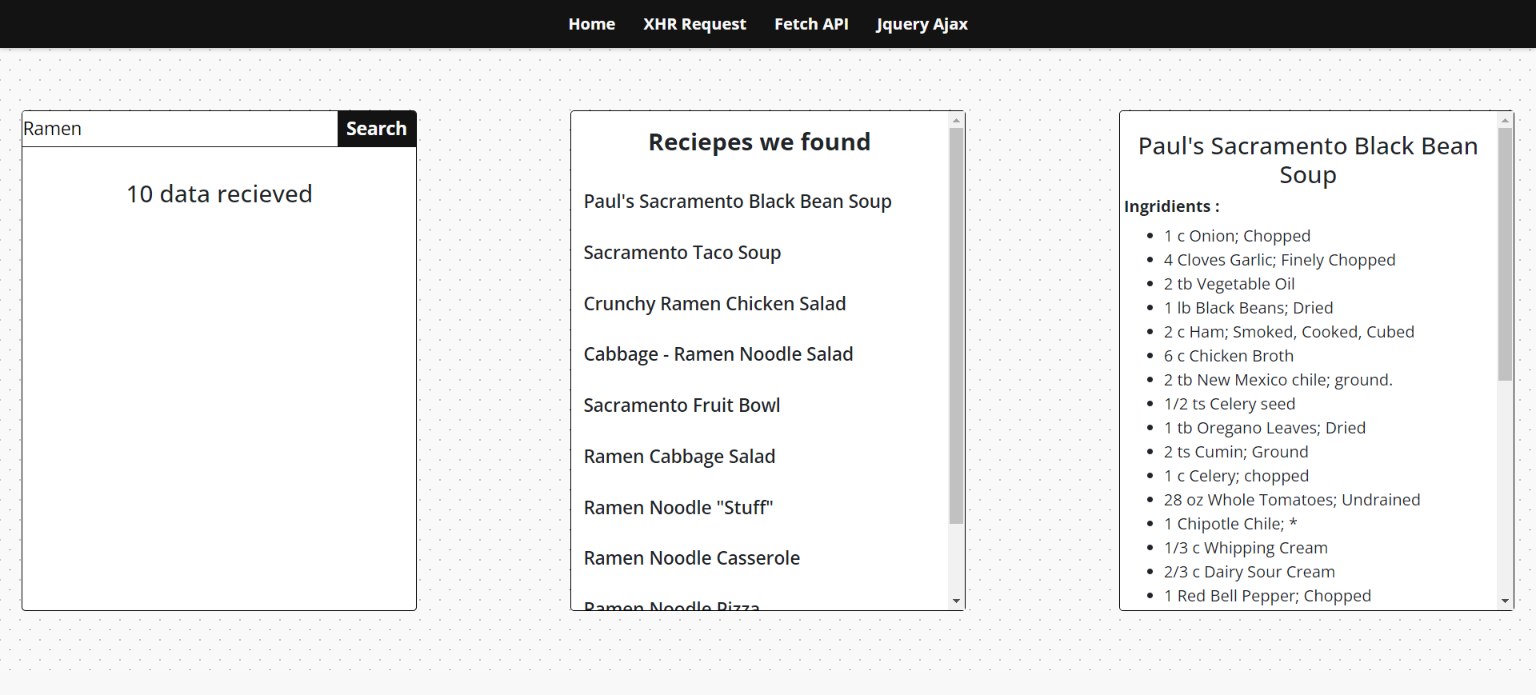 Home XHR Request Fetch API Jquery Ajax
Ramen Search
10 data recieved
Reciepes we found
Paul's Sacramento Black Bean Soup
Sacramento Taco Soup
Crunchy Ramen Chicken Salad
Cabbage - Ramen Noodle Salad
Sacramento Fruit Bowl
Ramen Cabbage Salad
Ramen Noodle "Stuff"
Ramen Noodle Casserole
Ramen Noodle Pizza
Paul's Sacramento Black Bean
Soup
Ingridients :
1 c Onion; Chopped
4 Cloves Garlic; Finely Chopped
2 tb Vegetable Oil
1 lb Black Beans; Dried
2 c Ham; Smoked, Cooked, Cubed
6 c Chicken Broth
2 tb New Mexico chile; ground.
1/2 ts Celery seed
1 tb Oregano Leaves; Dried
2 ts Cumin; Ground
1 c Celery; chopped
28 oz Whole Tomatoes; Undrained
1 Chipotle Chile; *
1/3 c Whipping Cream
2/3 c Dairy Sour Cream
1 Red Bell Pepper; Chopped